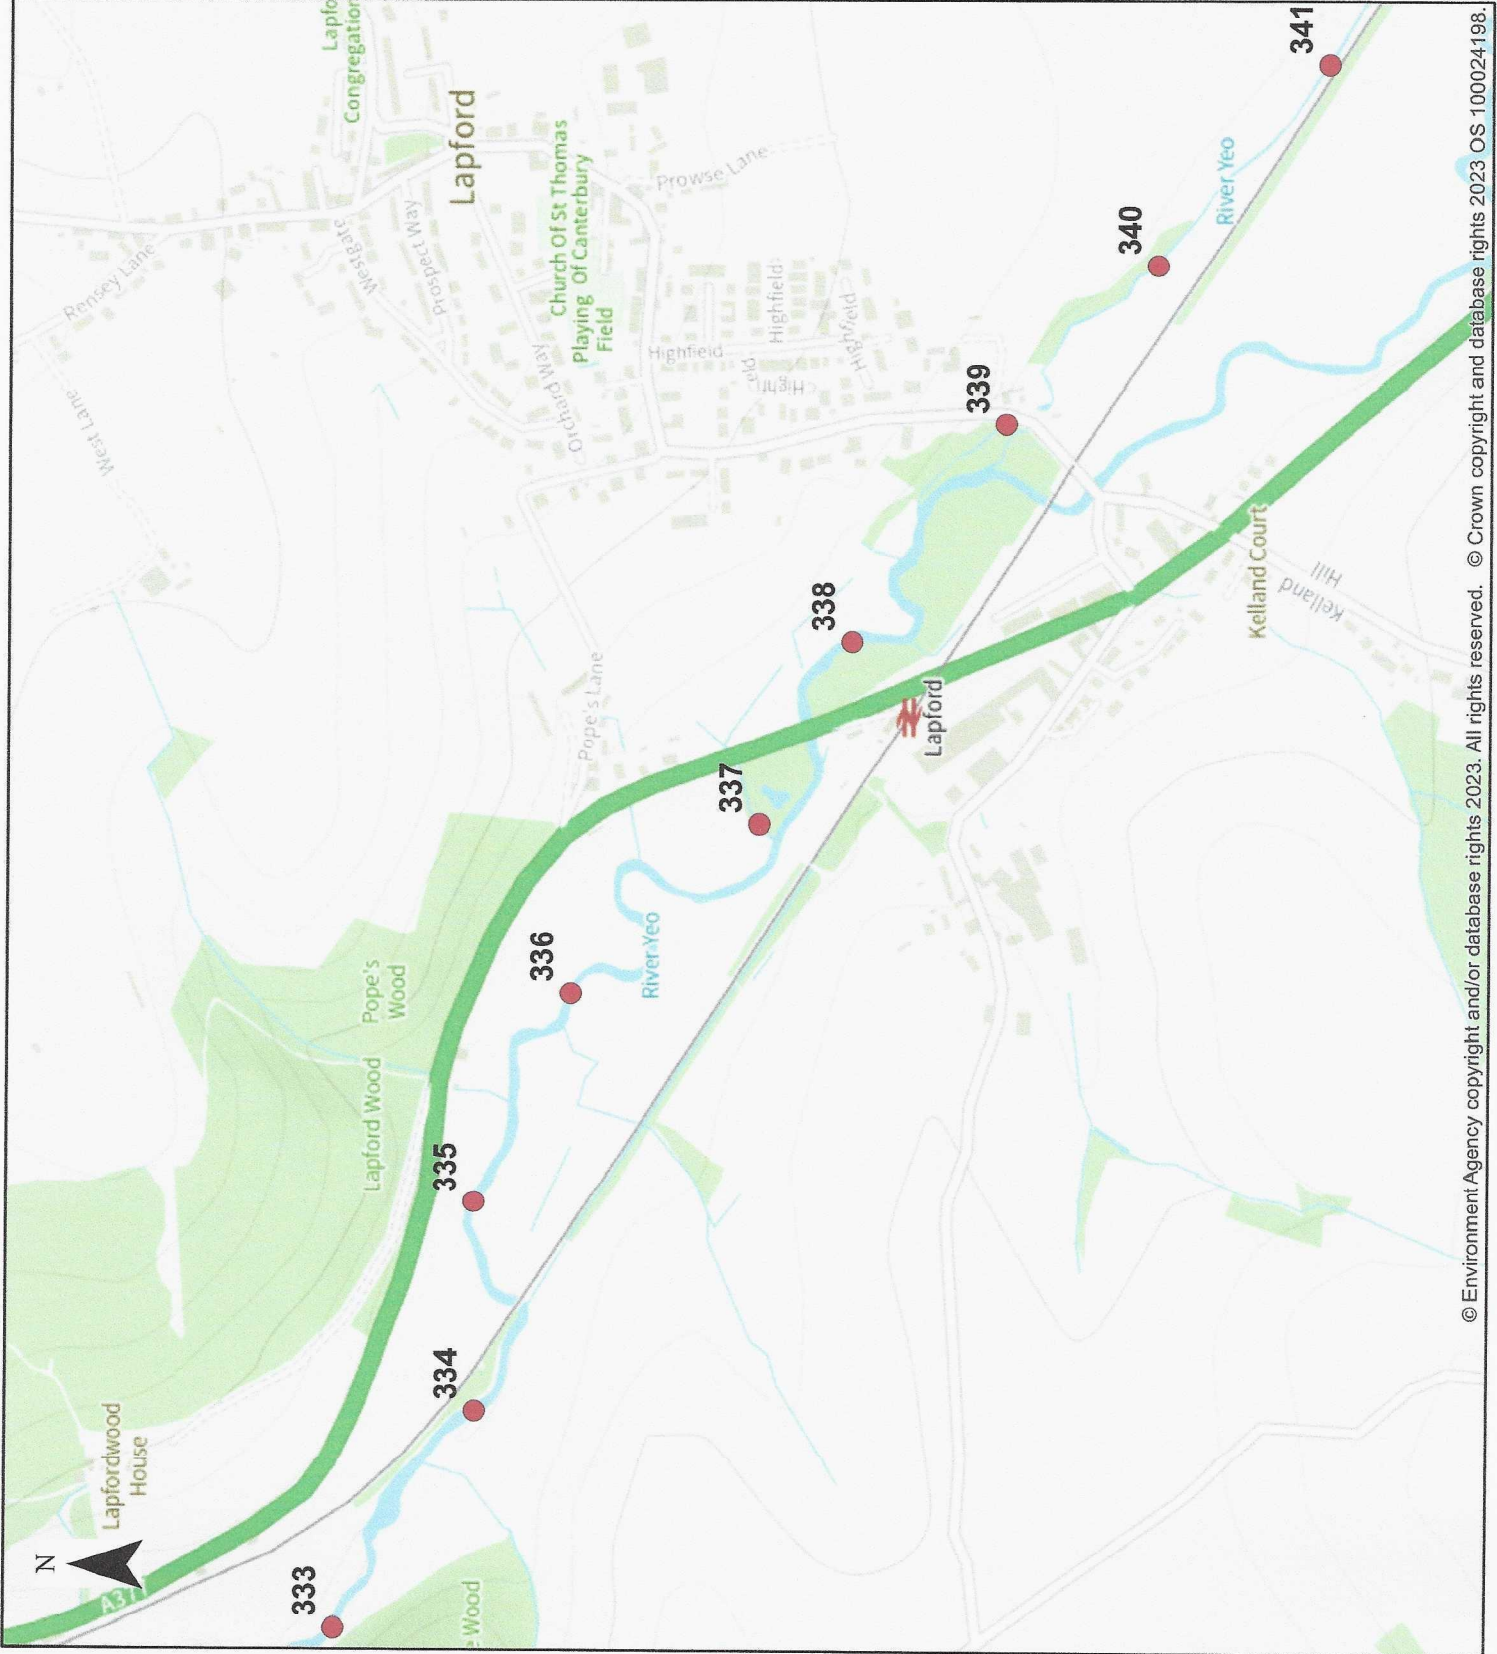 Lapfo
Congregation
Lapford
Church Of St Thomas
Of Canterbury
Playing
Field
Rensey Lane
West Lane
Westgate
Prospect Way
Orchard Way
Prowse Lane
Highfield
Highfield
Highfield
Highfi
eld
Pope's Lane
Pope's
Wood
Lapford Wood
Lapfordwood
House
N
A377
e Wood
River Yeo
River Yeo
Lapford
Kelland Court
Kelland
Hill
333
334
335
336
337
338
339
340
341
© Environment Agency copyright and/or database rights 2023. All rights reserved. © Crown copyright and database rights 2023 OS 100024198.